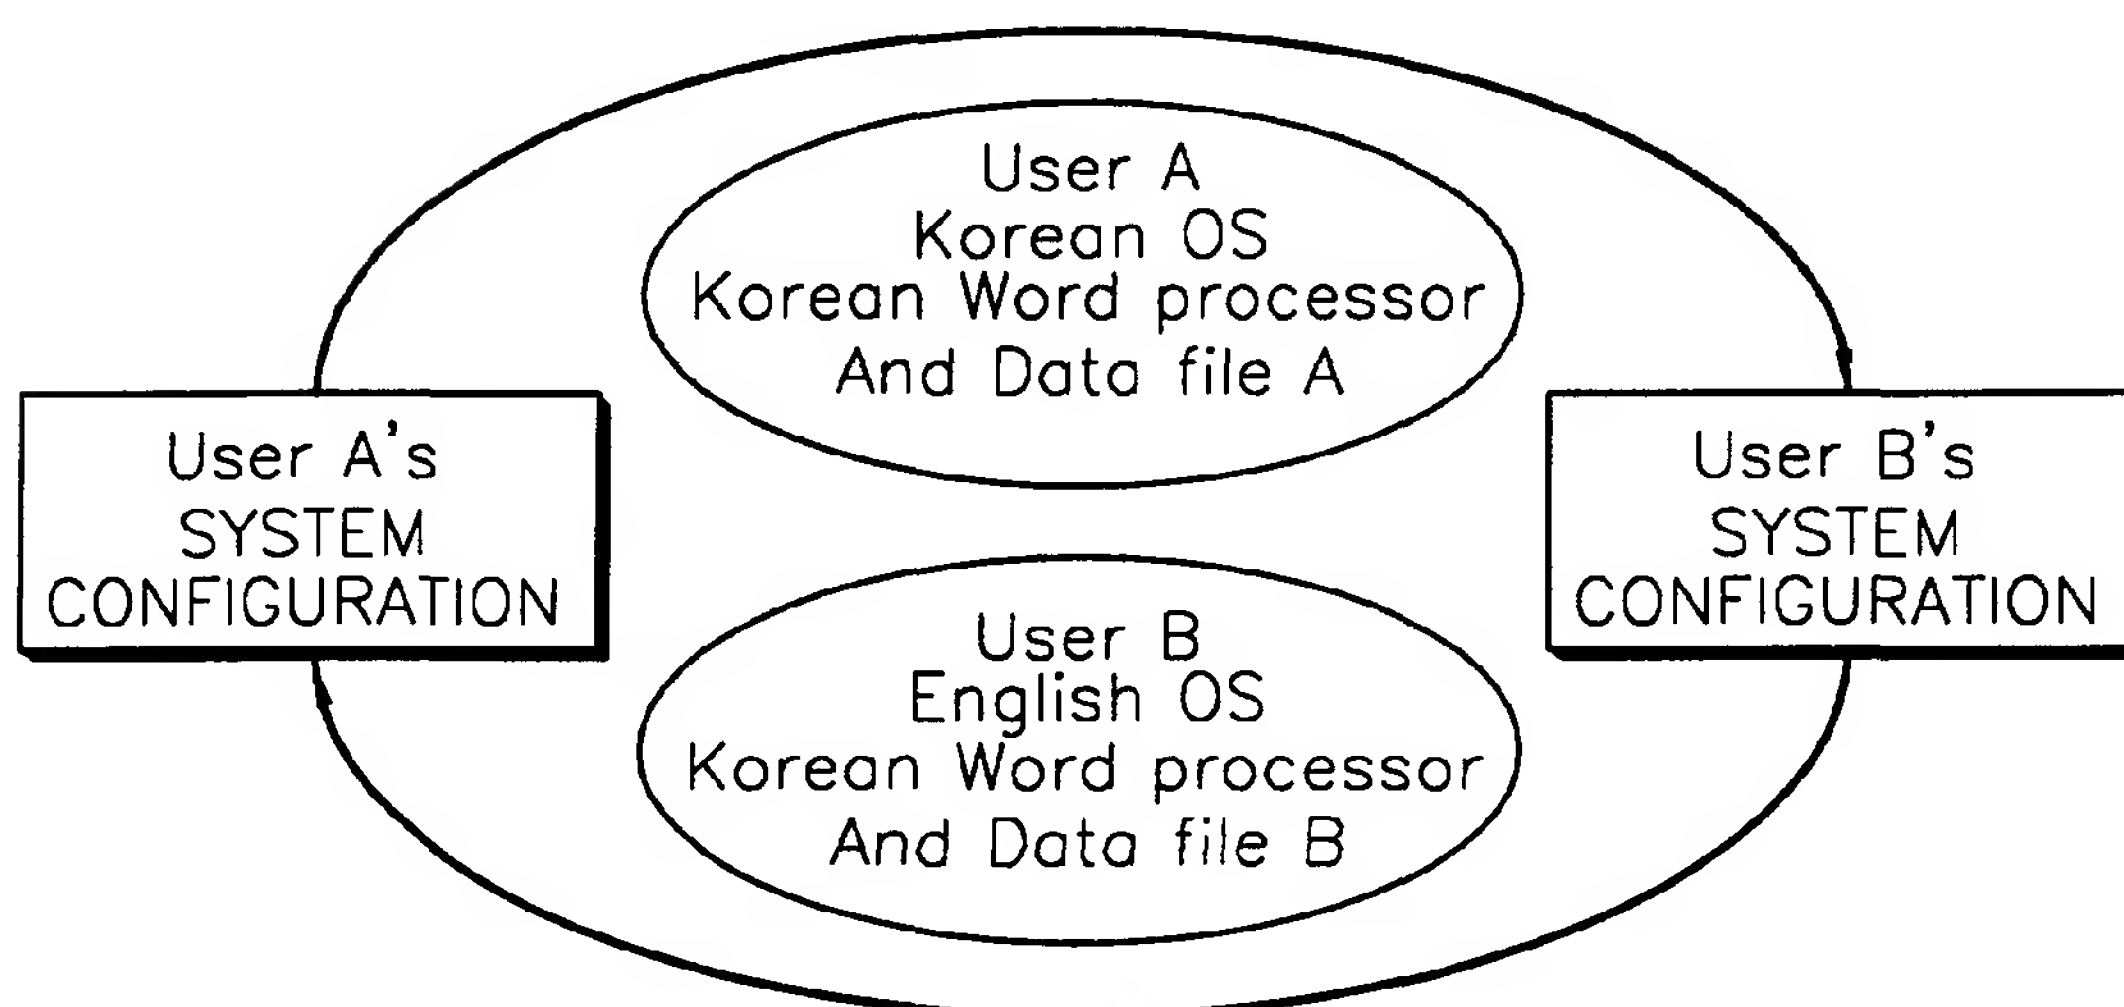 User A
Korean OS
Korean Word processor
And Data file A
User A's
SYSTEM
CONFIGURATION
User B's
SYSTEM
CONFIGURATION
User B
English OS
Korean Word processor
And Data file B